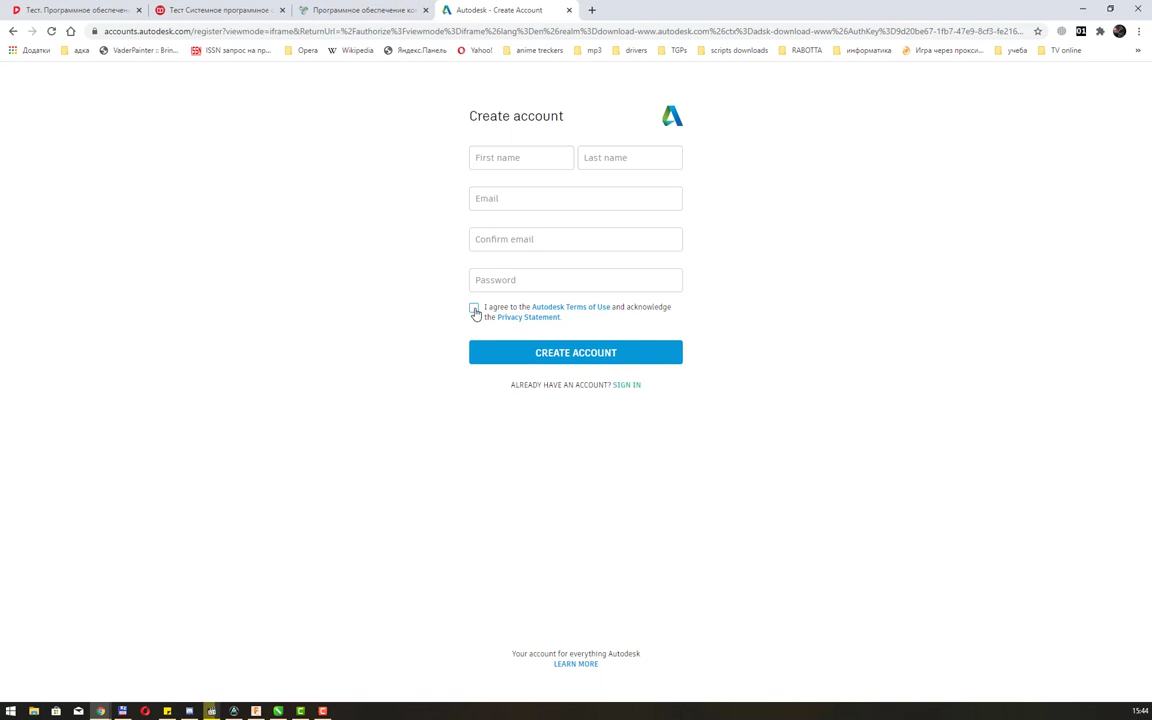 Тест. Программное обеспечен
Тест Системное программное о
Программное обеспечение ко
Autodesk - Create Account
accounts.autodesk.com/register?viewmode=iframe&ReturnUrl=%2Fauthorize%3Fviewmode%3Diframe%26lang%3Den%26realm%3Ddownload-www.autodesk.com%26ctx%3Dadsk-download-www%26AuthKey%3D9d20be67-1fb7-47e9-8cf3-fe216...
Додатки
адка
VaderPainter :: Brin...
ISSN запрос на пр...
Opera
Wikipedia
Яндекс.Панель
Yahoo!
anime treckers
mp3
drivers
TGPs
scripts downloads
RABOTTA
информатика
Игра через прокси...
учеба
TV online
»
Create account
First name
Last name
Email
Confirm email
Password
I agree to the Autodesk Terms of Use and acknowledge
the Privacy Statement.
CREATE ACCOUNT
ALREADY HAVE AN ACCOUNT? SIGN IN
Your account for everything Autodesk
LEARN MORE
15:44